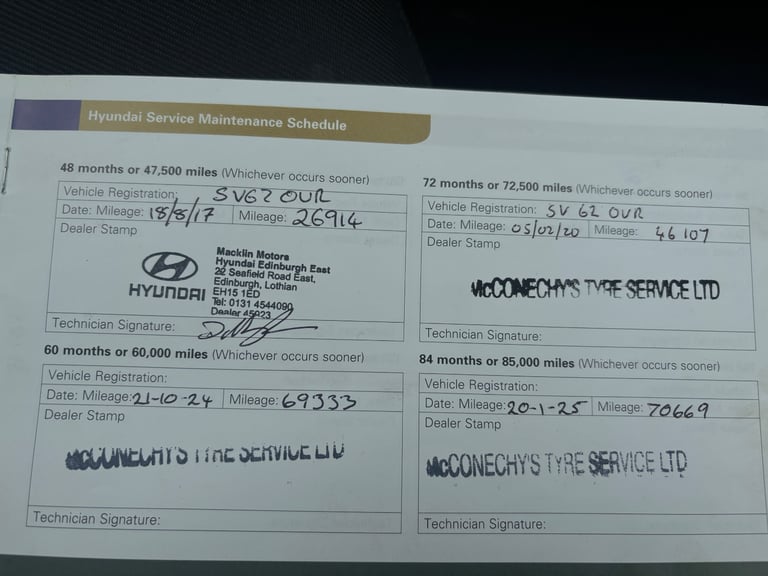 Hyundai Service Maintenance Schedule
48 months or 47,500 miles (Whichever occurs sooner)
Vehicle Registration: SV62 OUR
Date: Mileage: 18/8/17 Mileage: 26914
Dealer Stamp
HYUNDAI
Macklin Motors
Hyundai Edinburgh East
22 Seafield Road East,
Edinburgh, Lothian
EH15 1ED
Tel: 0131 4544090
Dealer 45923
Technician Signature:
60 months or 60,000 miles (Whichever occurs sooner)
Vehicle Registration:
Date: Mileage: 21-10-24 Mileage: 69333
Dealer Stamp
McCONECHY'S TYRE SERVICE LTD
Technician Signature:
72 months or 72,500 miles (Whichever occurs sooner)
Vehicle Registration: SV 62 OUR
Date: Mileage: 05/02/20 Mileage: 46107
Dealer Stamp
McCONECHY'S TYRE SERVICE LTD
Technician Signature:
84 months or 85,000 miles (Whichever occurs sooner)
Vehicle Registration:
Date: Mileage: 20-1-25 Mileage: 70669
Dealer Stamp
McCONECHY'S TYRE SERVICE LTD
Technician Signature: